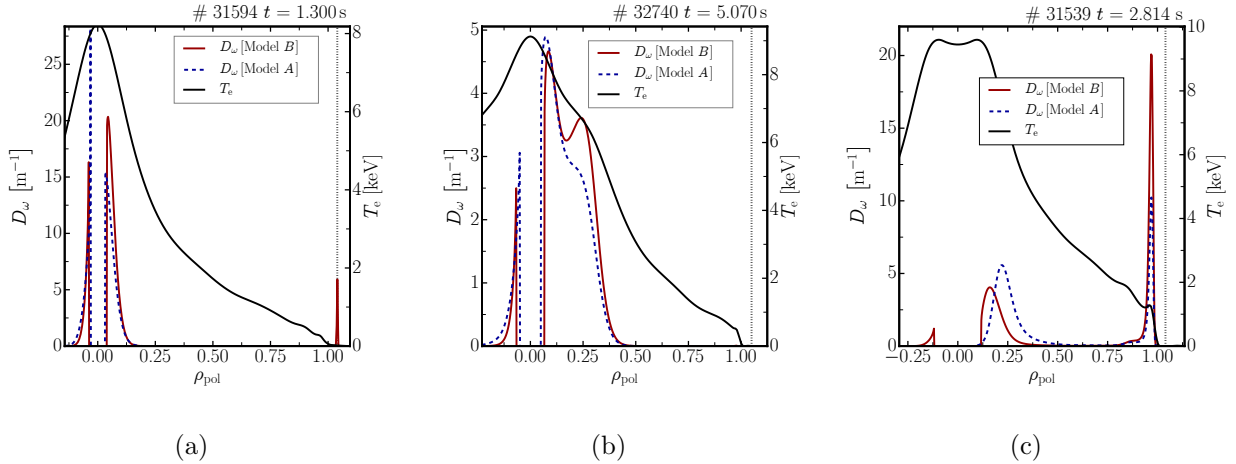 # 31594 t = 1.300 s
D_ω [Model B]
D_ω [Model A]
T_e
D_ω [m⁻¹]
0
5
10
15
20
25
T_e [keV]
0
2
4
6
8
0.00 0.25 0.50 0.75 1.00
ρ_pol
(a)
# 32740 t = 5.070 s
D_ω [Model B]
D_ω [Model A]
T_e
D_ω [m⁻¹]
0
1
2
3
4
5
T_e [keV]
0
2
4
6
8
0.00 0.25 0.50 0.75 1.00
ρ_pol
(b)
# 31539 t = 2.814 s
D_ω [Model B]
D_ω [Model A]
T_e
D_ω [m⁻¹]
0
5
10
15
20
T_e [keV]
0
2
4
6
8
10
−0.25 0.00 0.25 0.50 0.75 1.00
ρ_pol
(c)